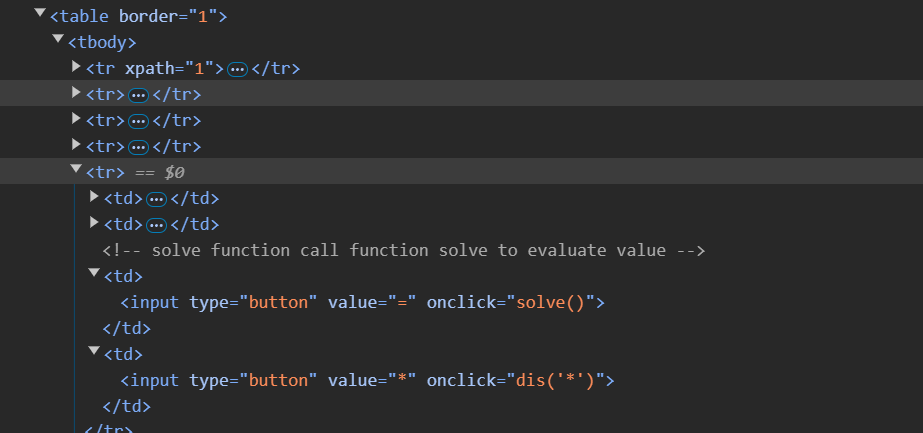 ▼<table border="1">
▼<tbody>
▶<tr xpath="1">…</tr>
▶<tr>…</tr>
▶<tr>…</tr>
▶<tr>…</tr>
▼<tr> == $0
▶<td>…</td>
▶<td>…</td>
<!-- solve function call function solve to evaluate value -->
▼<td>
<input type="button" value="=" onclick="solve()">
</td>
▼<td>
<input type="button" value="*" onclick="dis('*')">
</td>
</tr>